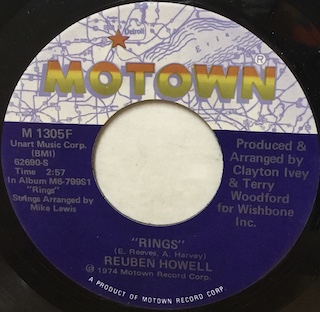 Detroit
Erie
MOTOWN®
M 1305F
Unart Music Corp.
(BMI)
62690-S
Time 2:57
In Album M6-799S1
"Rings"
Strings Arranged by
Mike Lewis
Produced &
Arranged by
Clayton Ivey
& Terry
Woodford
for Wishbone
Inc.
"RINGS"
(E. Reeves, A. Harvey)
REUBEN HOWELL
℗ 1974 Motown Record Corp.
A PRODUCT OF MOTOWN RECORD CORP.